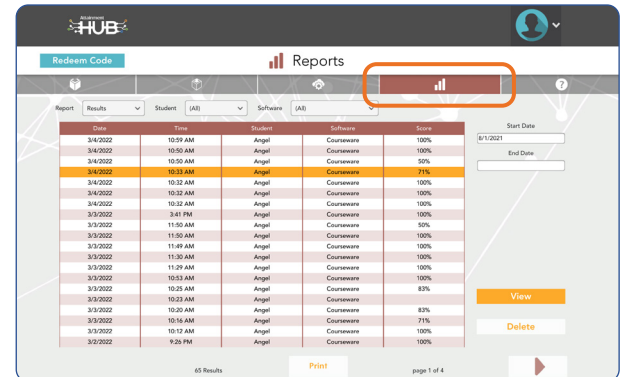 Attainment
HUB
Redeem Code
Reports
?
Report Results Student (All) Software (All)
Start Date
8/1/2021
End Date
Date Time Student Software Score
3/4/2022 10:59 AM Angel Courseware 100%
3/4/2022 10:50 AM Angel Courseware 100%
3/4/2022 10:50 AM Angel Courseware 50%
3/4/2022 10:33 AM Angel Courseware 71%
3/4/2022 10:32 AM Angel Courseware 100%
3/4/2022 10:32 AM Angel Courseware 100%
3/4/2022 10:32 AM Angel Courseware 100%
3/3/2022 3:41 PM Angel Courseware 100%
3/3/2022 11:50 AM Angel Courseware 50%
3/3/2022 11:50 AM Angel Courseware 100%
3/3/2022 11:49 AM Angel Courseware 100%
3/3/2022 11:30 AM Angel Courseware 100%
3/3/2022 11:29 AM Angel Courseware 100%
3/3/2022 10:53 AM Angel Courseware 100%
3/3/2022 10:25 AM Angel Courseware 83%
3/3/2022 10:23 AM Angel Courseware
3/3/2022 10:20 AM Angel Courseware 83%
3/3/2022 10:16 AM Angel Courseware 71%
3/3/2022 10:12 AM Angel Courseware 100%
3/2/2022 9:26 PM Angel Courseware 100%
View
Delete
65 Results
Print
page 1 of 4